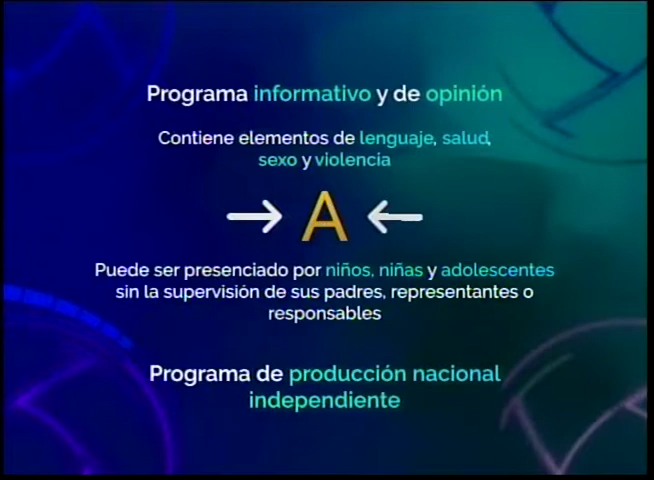 Programa informativo y de opinión
Contiene elementos de lenguaje, salud,
sexo y violencia
→ A ←
Puede ser presenciado por niños, niñas y adolescentes
sin la supervisión de sus padres, representantes o
responsables
Programa de producción nacional
independiente